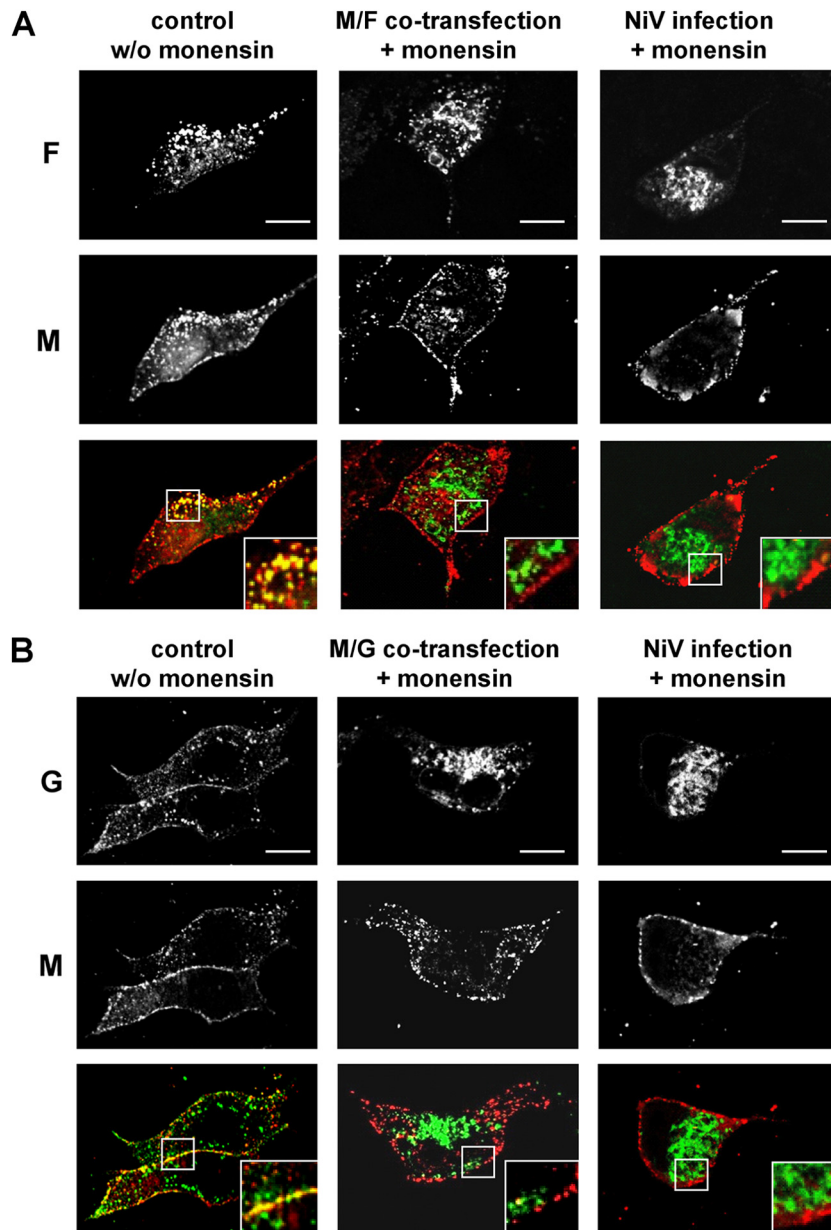 A
control
w/o monensin
M/F co-transfection
+ monensin
NiV infection
+ monensin
F
M
B
control
w/o monensin
M/G co-transfection
+ monensin
NiV infection
+ monensin
G
M